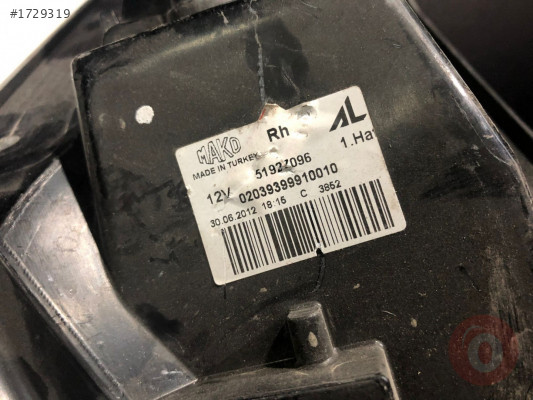 #1729319
MAKO Rh AL
MADE IN TURKEY 1.Ha
51927096
12V 02039399910010
30.06.2012 18:15 C 3852